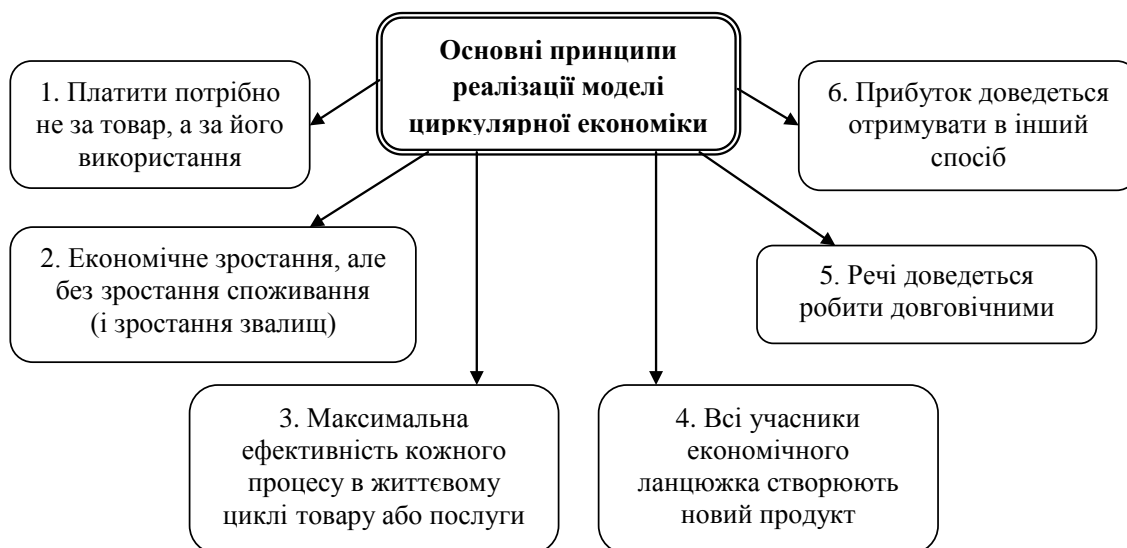 Основні принципи
реалізації моделі
циркулярної економіки
1. Платити потрібно
не за товар, а за його
використання
2. Економічне зростання, але
без зростання споживання
(і зростання звалищ)
3. Максимальна
ефективність кожного
процесу в життєвому
циклі товару або послуги
4. Всі учасники
економічного
ланцюжка створюють
новий продукт
5. Речі доведеться
робити довговічними
6. Прибуток доведеться
отримувати в інший
спосіб